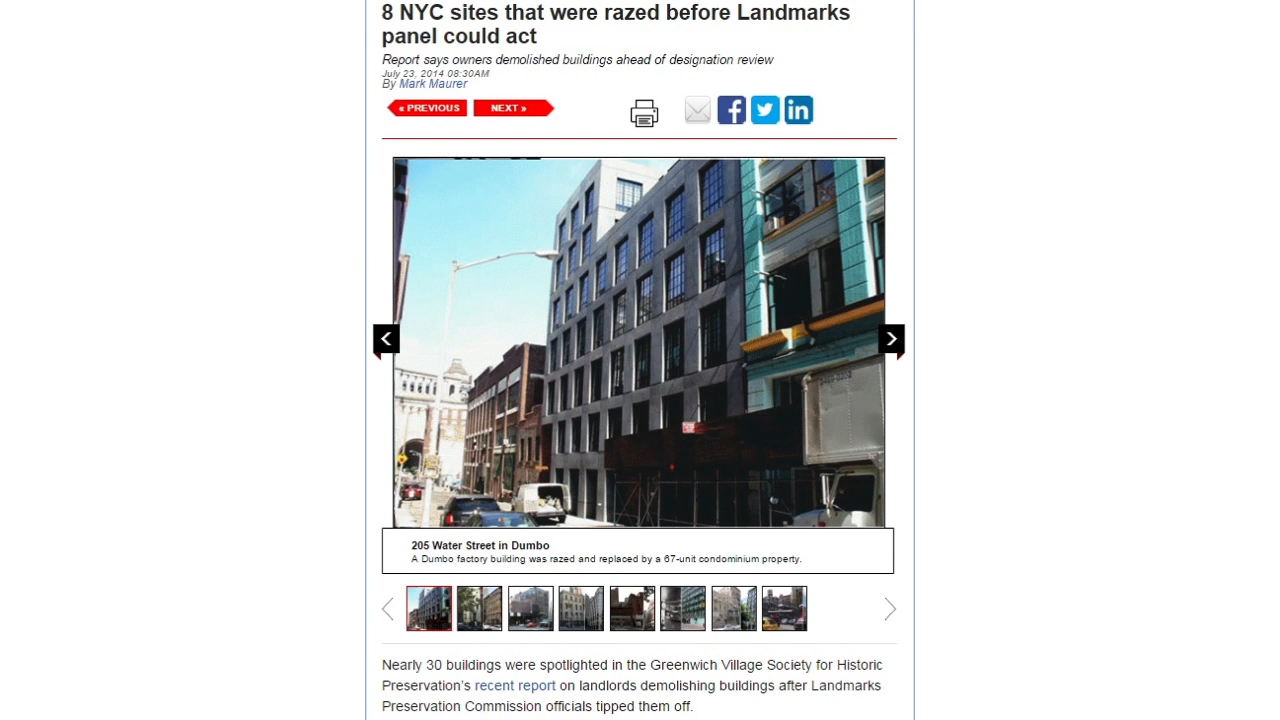 8 NYC sites that were razed before Landmarks
panel could act
Report says owners demolished buildings ahead of designation review
July 23, 2014 08:30AM
By Mark Maurer
« PREVIOUS
NEXT »
205 Water Street in Dumbo
A Dumbo factory building was razed and replaced by a 67-unit condominium property.
Nearly 30 buildings were spotlighted in the Greenwich Village Society for Historic
Preservation’s recent report on landlords demolishing buildings after Landmarks
Preservation Commission officials tipped them off.